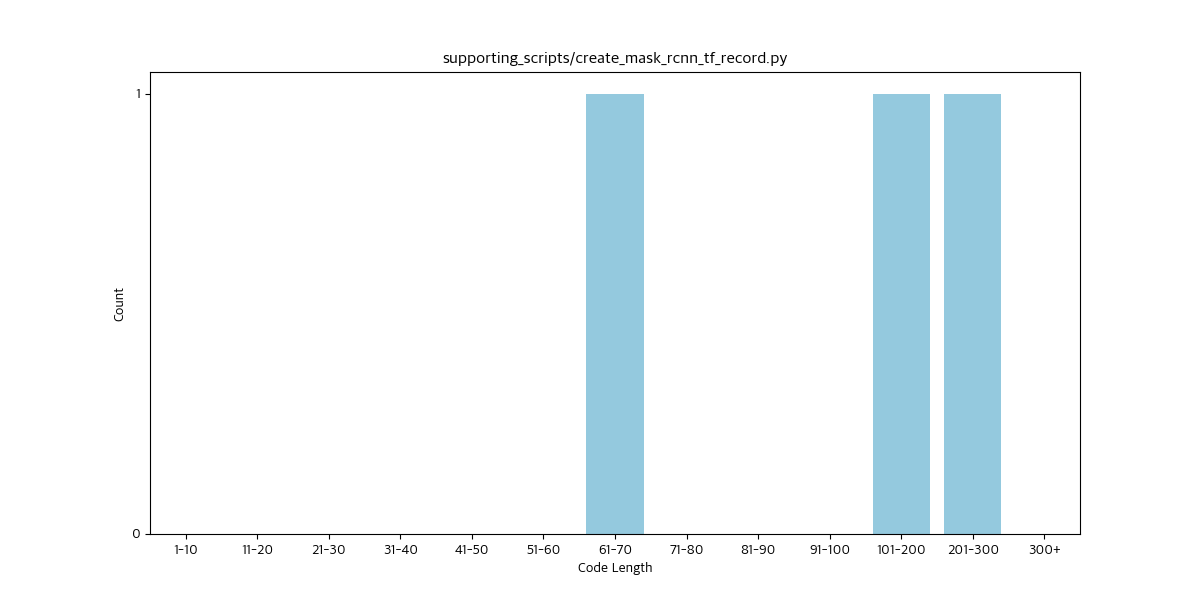 supporting_scripts/create_mask_rcnn_tf_record.py
1
Count
0
1-10 11-20 21-30 31-40 41-50 51-60 61-70 71-80 81-90 91-100 101-200 201-300 300+
Code Length